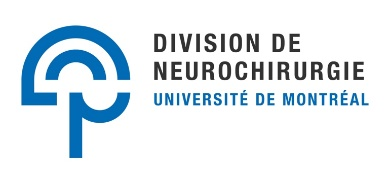 DIVISION DE
NEUROCHIRURGIE
UNIVERSITÉ DE MONTRÉAL